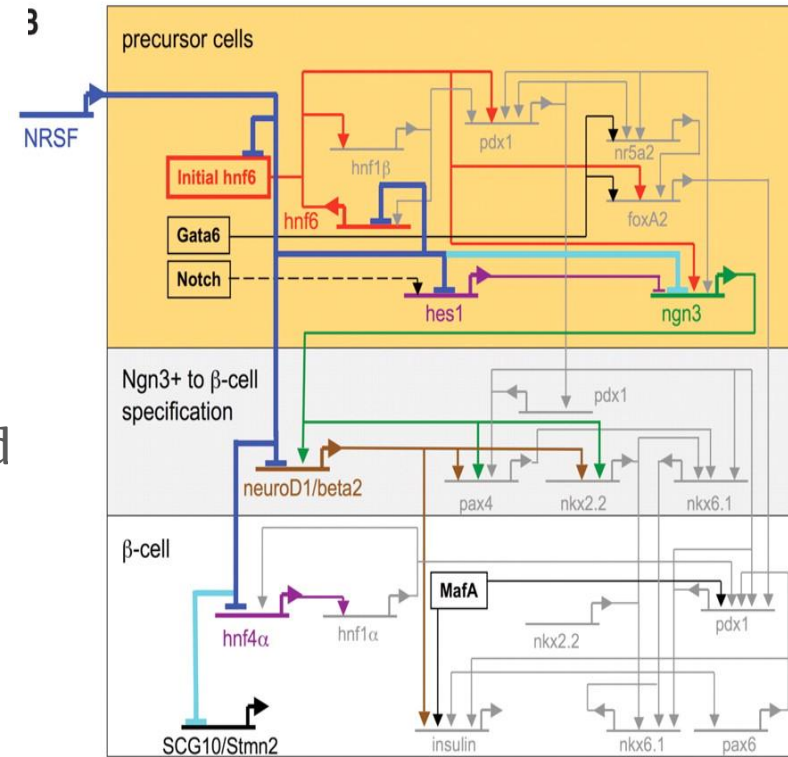 B
precursor cells
NRSF
Initial hnf6
hnf1β
pdx1
nr5a2
hnf6
foxA2
Gata6
Notch
hes1
ngn3
Ngn3+ to β-cell
specification
pdx1
d
neuroD1/beta2
pax4
nkx2.2
nkx6.1
β-cell
MafA
hnf4α
hnf1α
nkx2.2
pdx1
SCG10/Stmn2
insulin
nkx6.1
pax6